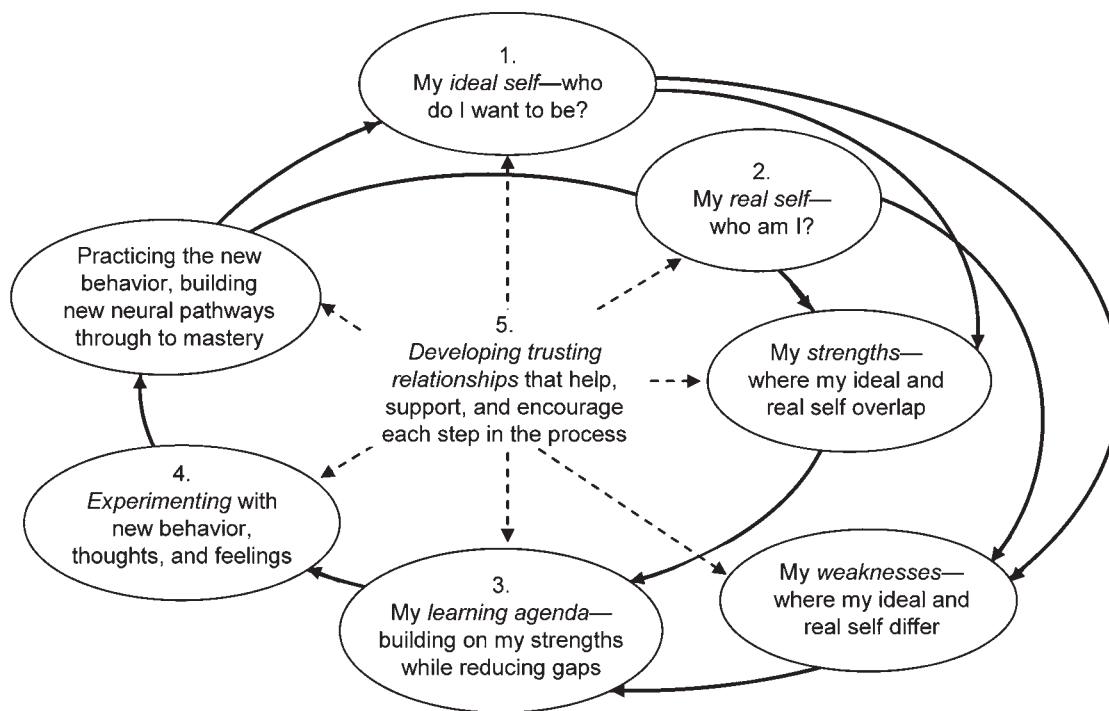 1.
My ideal self—who
do I want to be?
2.
My real self—
who am I?
Practicing the new
behavior, building
new neural pathways
through to mastery
5.
Developing trusting
relationships that help,
support, and encourage
each step in the process
My strengths—
where my ideal and
real self overlap
4.
Experimenting with
new behavior,
thoughts, and feelings
3.
My learning agenda—
building on my strengths
while reducing gaps
My weaknesses—
where my ideal and
real self differ